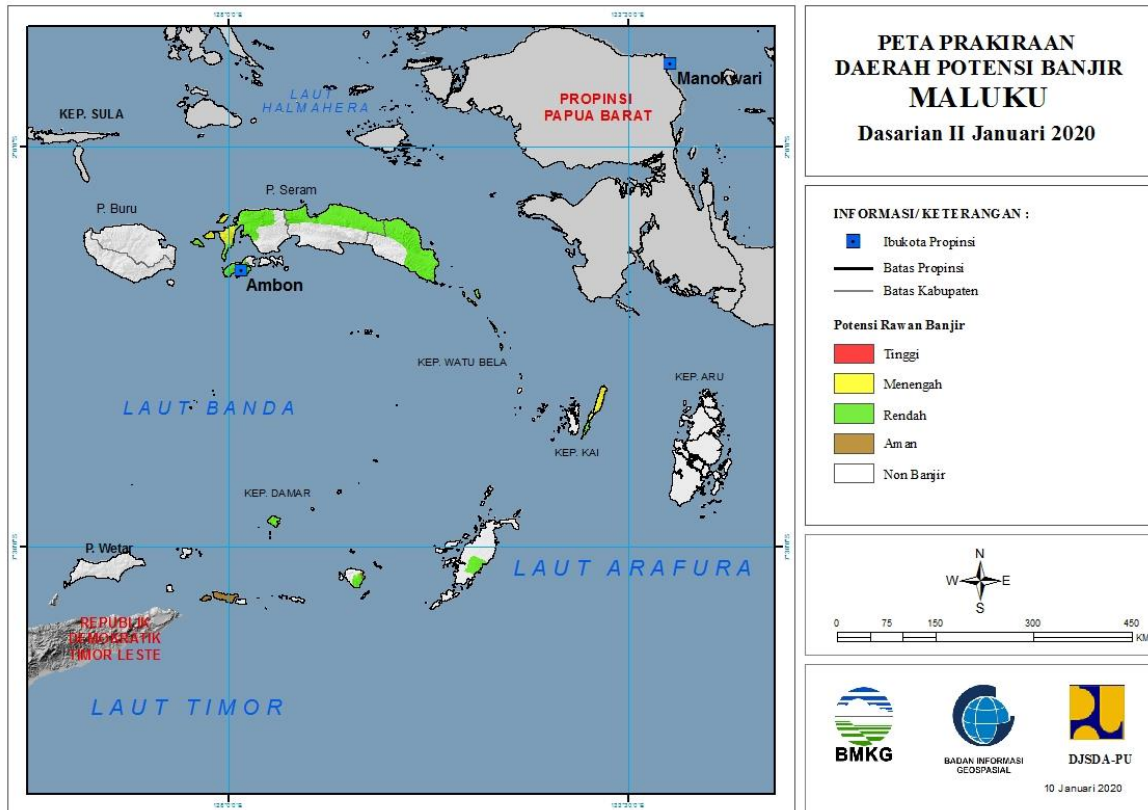 PETA PRAKIRAAN
DAERAH POTENSI BANJIR
MALUKU
Dasarian II Januari 2020
INFORMASI/ KETERANGAN :
Ibukota Propinsi
Batas Propinsi
Batas Kabupaten
Potensi Rawan Banjir
Tinggi
Menengah
Rendah
Aman
Non Banjir
N
W E
S
0 75 150 300 450
KM
BMKG
BADAN INFORMASI
GEOSPASIAL
DJSDA-PU
10 Januari 2020
Manokwari
LAUT
HALMAHERA
PROPINSI
PAPUA BARAT
KEP. SULA
P. Seram
P. Buru
Ambon
KEP. WATU BELA
KEP. ARU
LAUT BANDA
KEP. KAI
KEP. DAMAR
P. Wetar
LAUT ARAFURA
REPUBLIK
DEMOKRATIK
TIMOR LESTE
LAUT TIMOR